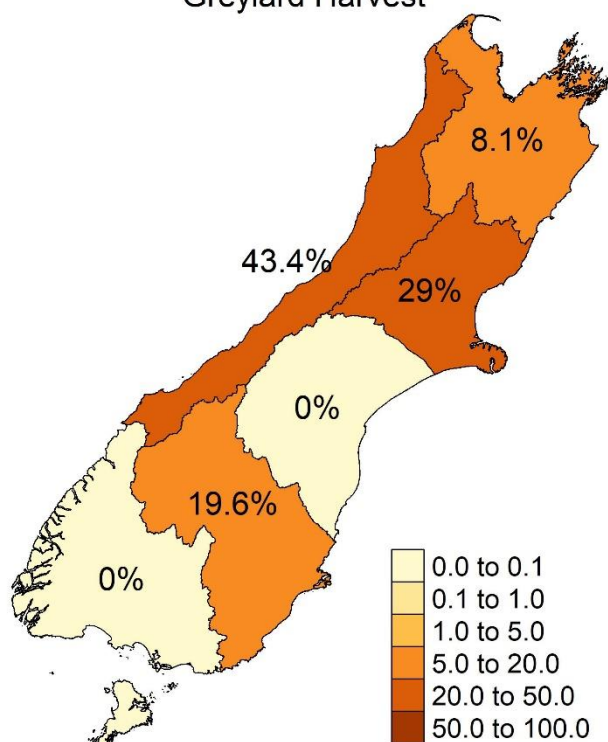 Greylard Harvest
8.1%
43.4%
29%
0%
19.6%
0%
0.0 to 0.1
0.1 to 1.0
1.0 to 5.0
5.0 to 20.0
20.0 to 50.0
50.0 to 100.0